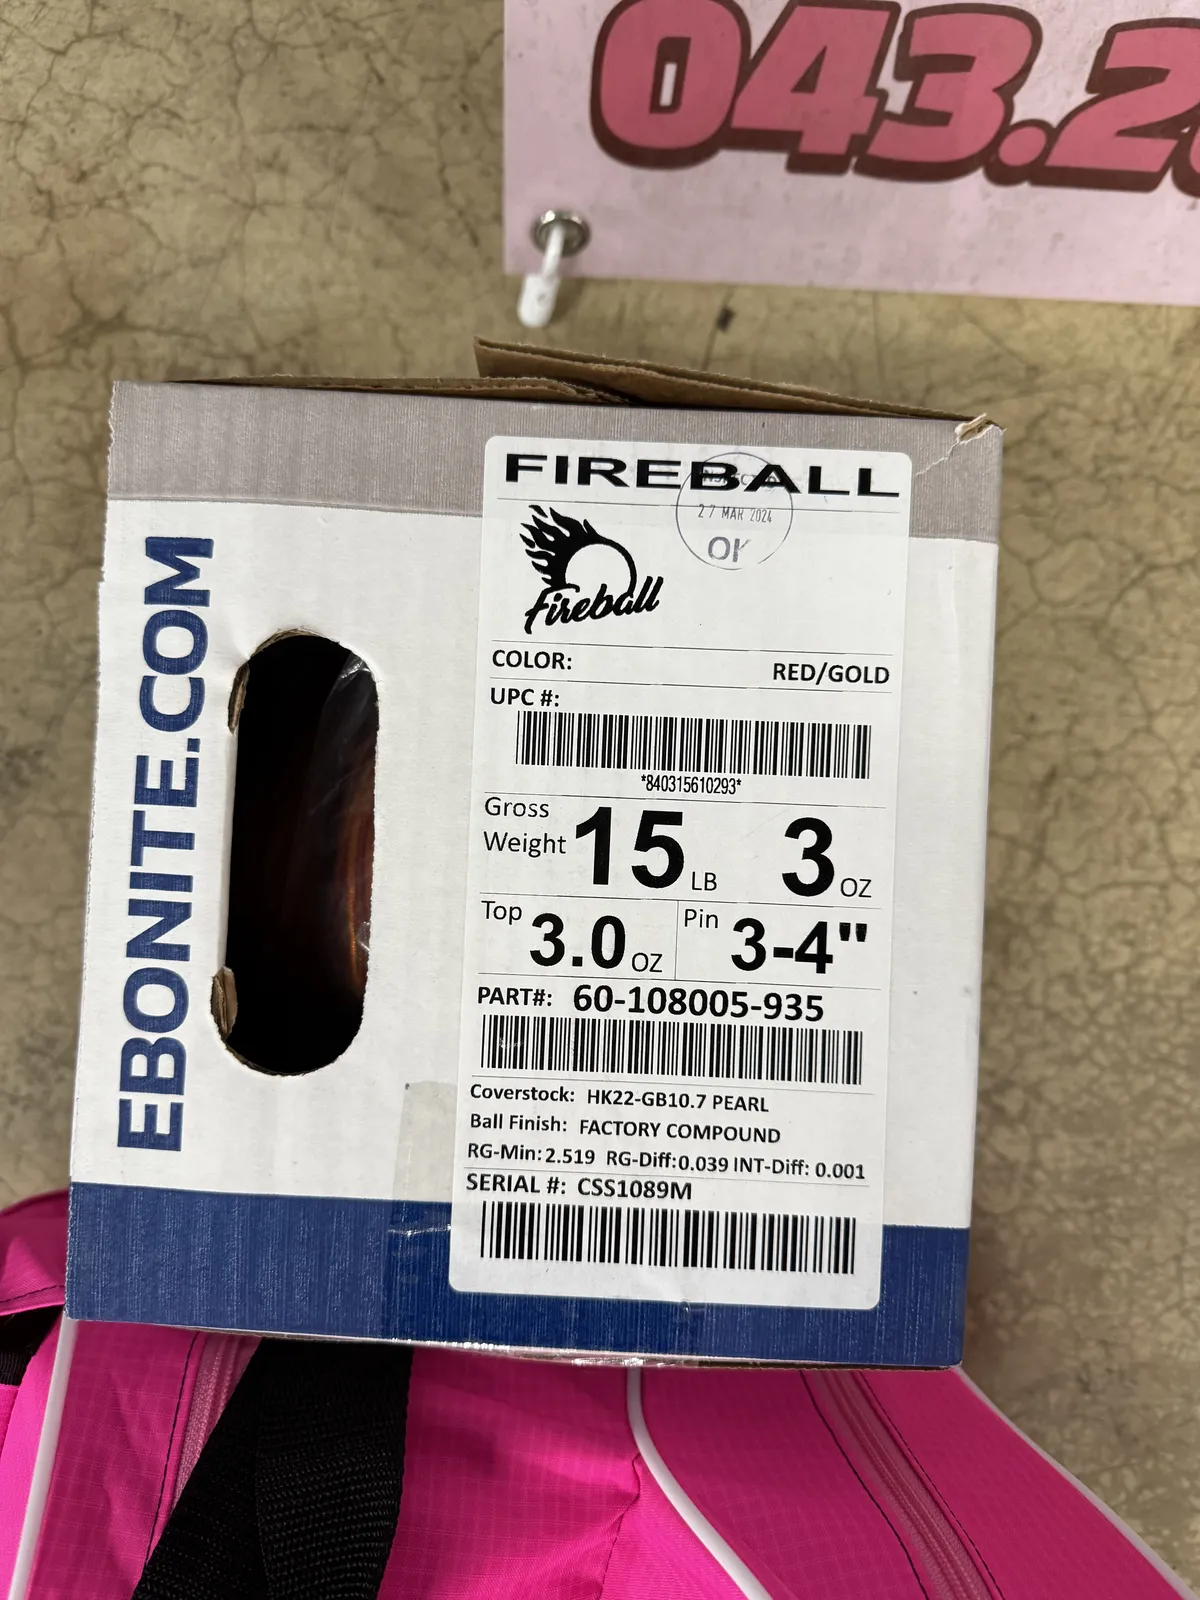 043.2
EBONITE.COM
FIREBALL
27 MAR 2024
OK
Fireball
COLOR: RED/GOLD
UPC #:
*840315610293*
Gross Weight 15 LB 3 OZ
Top 3.0 OZ Pin 3-4"
PART#: 60-108005-935
Coverstock: HK22-GB10.7 PEARL
Ball Finish: FACTORY COMPOUND
RG-Min: 2.519 RG-Diff: 0.039 INT-Diff: 0.001
SERIAL #: CSS1089M